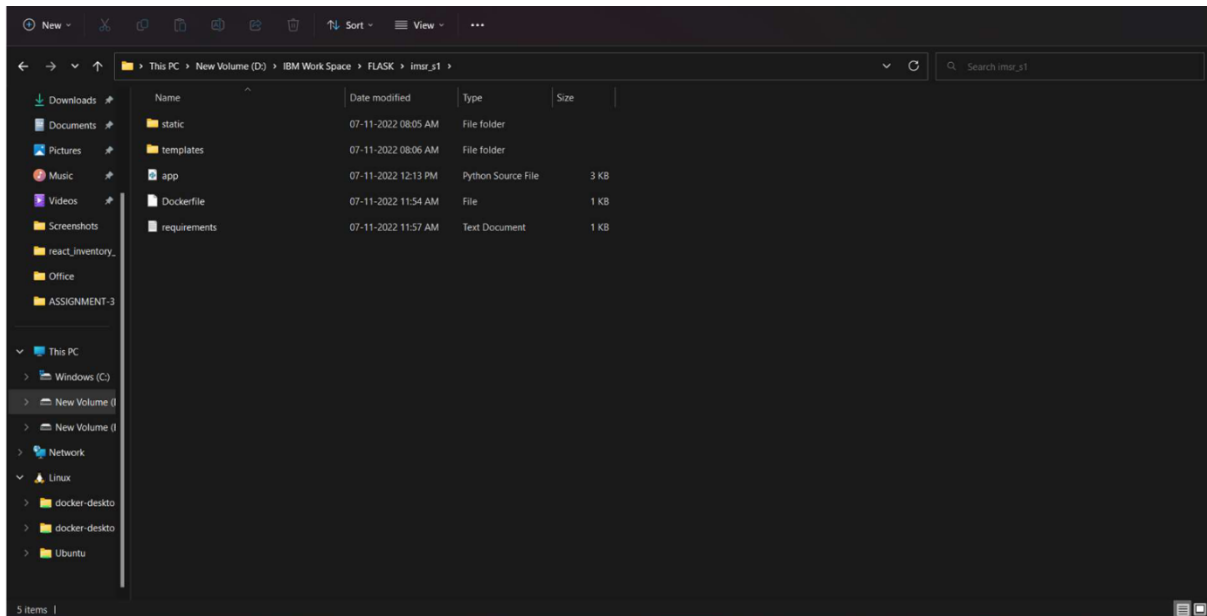 New
Sort
View
This PC > New Volume (D:) > IBM Work Space > FLASK > imsr_s1 >
Search imsr_s1
Name Date modified Type Size
static 07-11-2022 08:05 AM File folder
templates 07-11-2022 08:06 AM File folder
app 07-11-2022 12:13 PM Python Source File 3 KB
Dockerfile 07-11-2022 11:54 AM File 1 KB
requirements 07-11-2022 11:57 AM Text Document 1 KB
Downloads
Documents
Pictures
Music
Videos
Screenshots
react_inventory_
Office
ASSIGNMENT-3
This PC
Windows (C:)
New Volume (
New Volume (
Network
Linux
docker-deskto
docker-deskto
Ubuntu
5 items